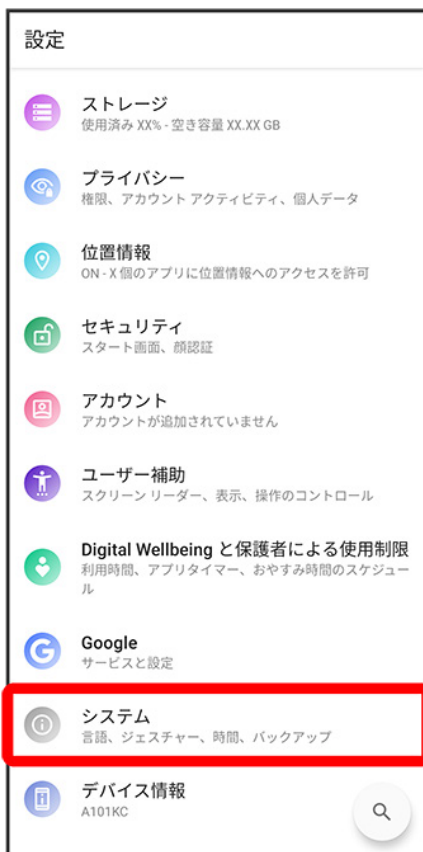 設定
ストレージ
使用済み XX% - 空き容量 XX.XX GB
プライバシー
権限、アカウント アクティビティ、個人データ
位置情報
ON - X 個のアプリに位置情報へのアクセスを許可
セキュリティ
スタート画面、顔認証
アカウント
アカウントが追加されていません
ユーザー補助
スクリーン リーダー、表示、操作のコントロール
Digital Wellbeing と保護者による使用制限
利用時間、アプリタイマー、おやすみ時間のスケジュー
ル
Google
サービスと設定
システム
言語、ジェスチャー、時間、バックアップ
デバイス情報
A101KC